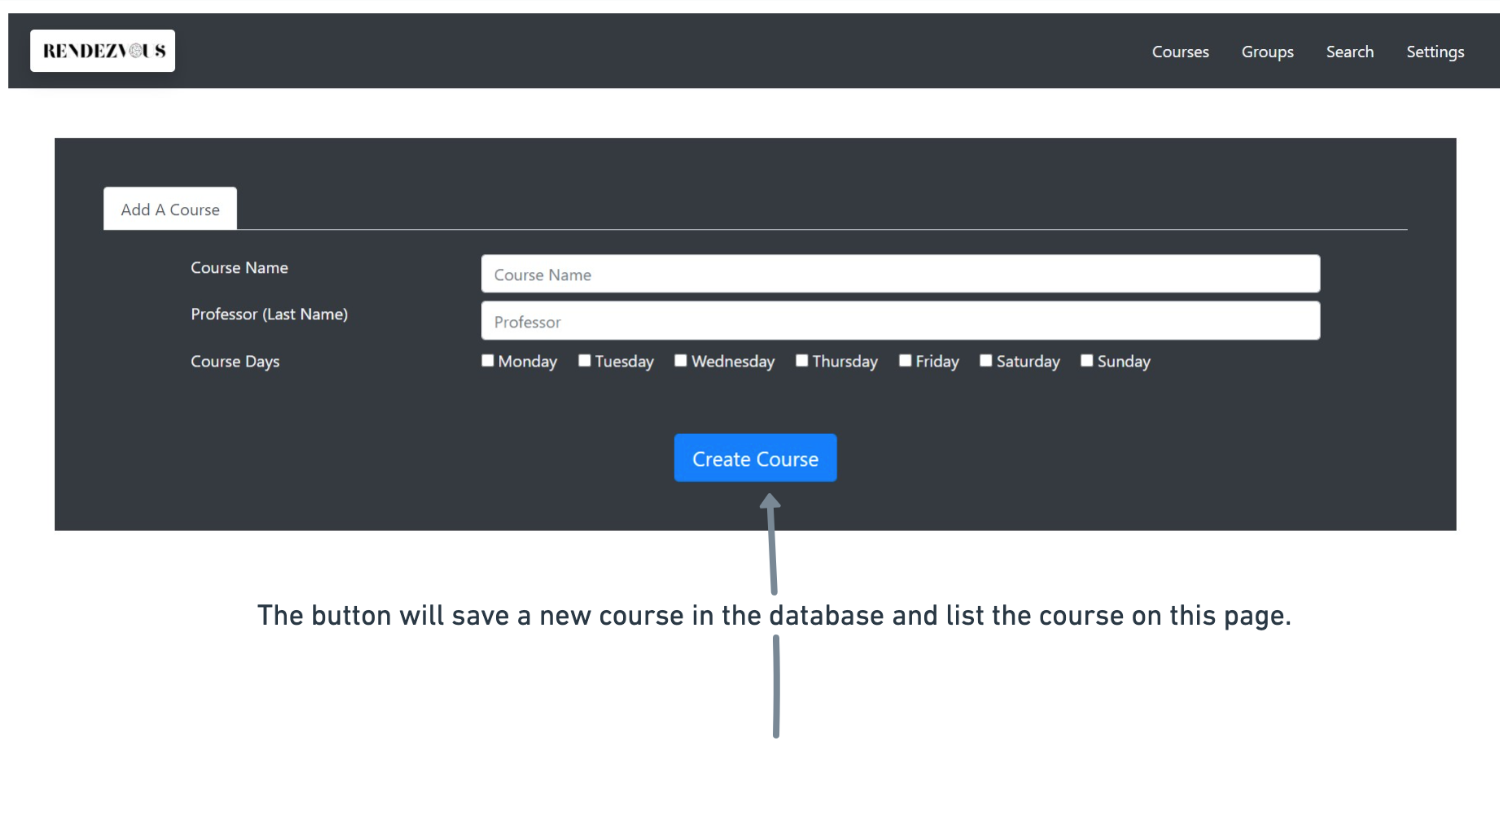 RENDEZVOUS
Courses Groups Search Settings
Add A Course
Course Name Course Name
Professor (Last Name) Professor
Course Days Monday Tuesday Wednesday Thursday Friday Saturday Sunday
Create Course
The button will save a new course in the database and list the course on this page.